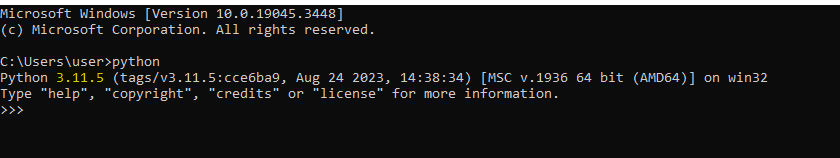 Microsoft Windows [Version 10.0.19045.3448]
(c) Microsoft Corporation. All rights reserved.
C:\Users\user>python
Python 3.11.5 (tags/v3.11.5:cce6ba9, Aug 24 2023, 14:38:34) [MSC v.1936 64 bit (AMD64)] on win32
Type "help", "copyright", "credits" or "license" for more information.
>>>